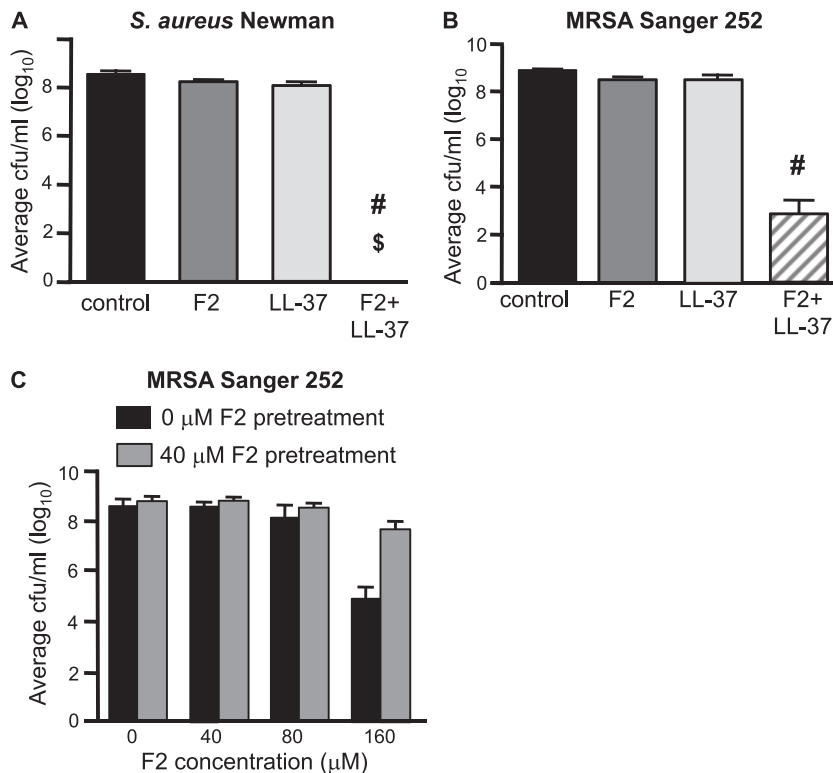 A
S. aureus Newman
Average cfu/ml (log10)
8
6
4
2
0
#
$
control
F2
LL-37
F2+
LL-37
B
MRSA Sanger 252
Average cfu/ml (log10
10
8
6
4
2
0
#
control
F2
LL-37
F2+
LL-37
C
MRSA Sanger 252
0 μM F2 pretreatment
40 μM F2 pretreatment
Average cfu/ml (log10)
10
8
6
4
2
0
0 40 80 160
F2 concentration (μM)